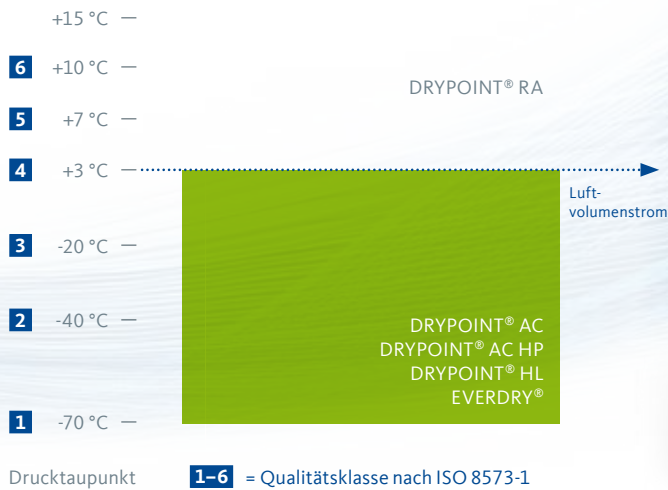 +15 °C
6 +10 °C
DRYPOINT® RA
5 +7 °C
4 +3 °C
Luft-
volumenstrom
3 -20 °C
2 -40 °C
DRYPOINT® AC
DRYPOINT® AC HP
DRYPOINT® HL
EVERDRY®
1 -70 °C
Drucktaupunkt
1–6 = Qualitätsklasse nach ISO 8573-1